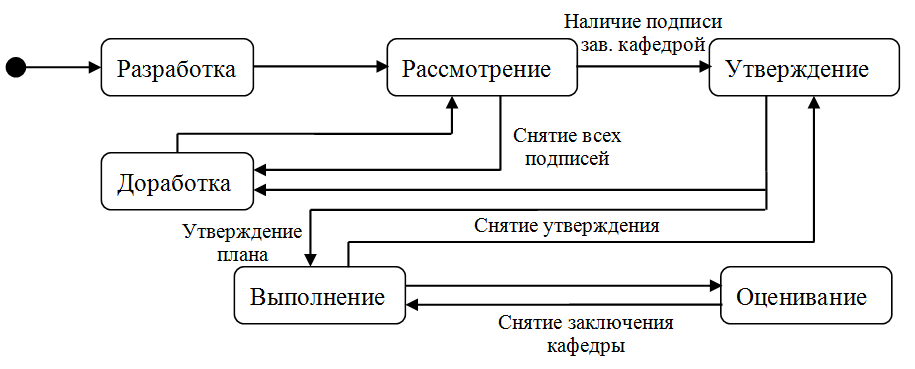 Наличие подписи
зав. кафедрой
Разработка
Рассмотрение
Утверждение
Снятие всех
подписей
Доработка
Утверждение
плана
Снятие утверждения
Выполнение
Оценивание
Снятие заключения
кафедры